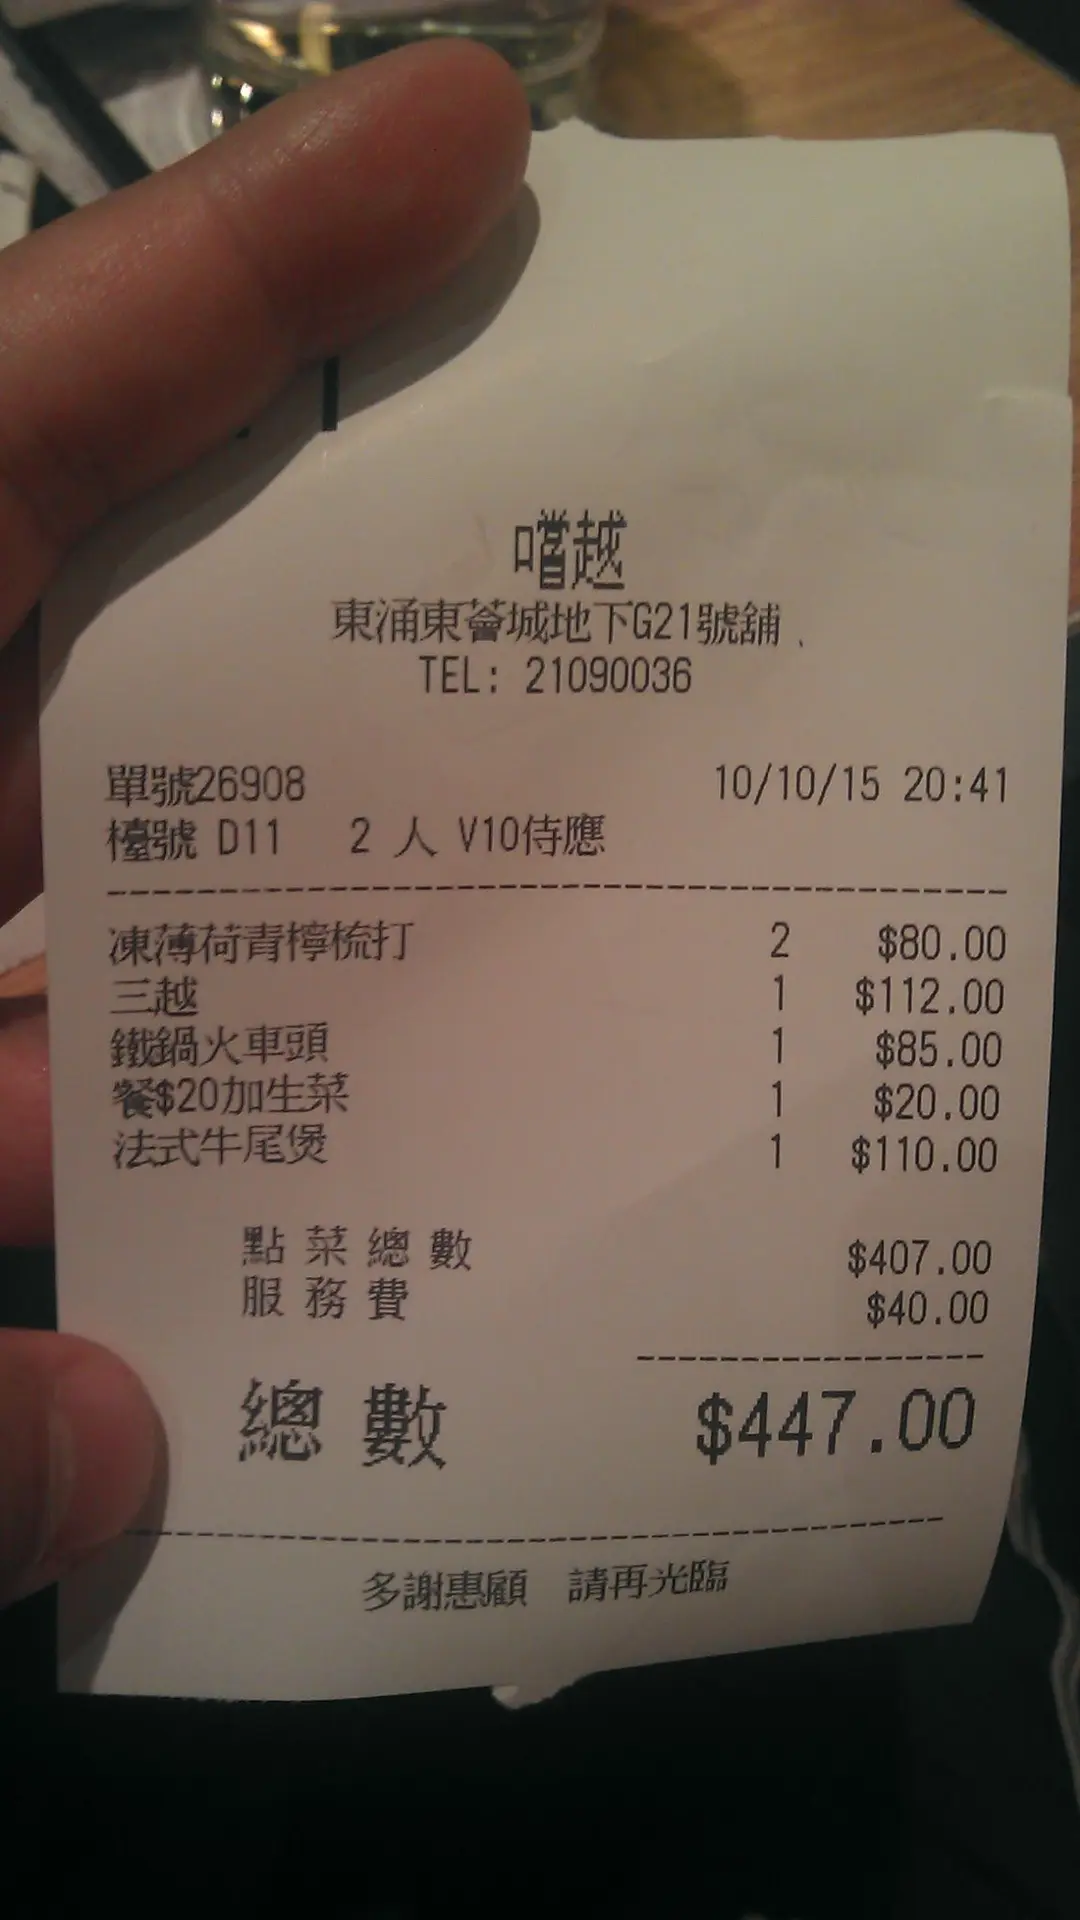 嚐越
東涌東薈城地下G21號舖
TEL: 21090036
單號26908 10/10/15 20:41
檯號 D11 2 人 V10侍應
凍薄荷青檸梳打 2 $80.00
三越 1 $112.00
鐵鍋火車頭 1 $85.00
餐$20加生菜 1 $20.00
法式牛尾煲 1 $110.00
點菜總數 $407.00
服務費 $40.00
總數 $447.00
多謝惠顧 請再光臨